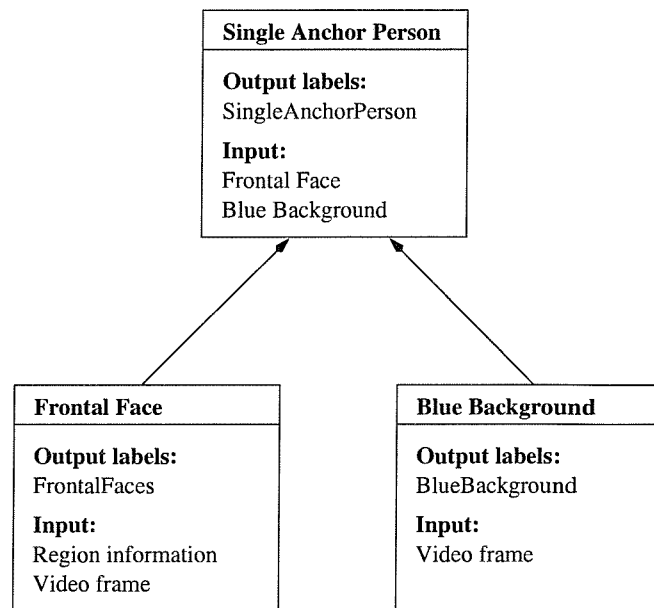 Single Anchor Person
Output labels:
SingleAnchorPerson
Input:
Frontal Face
Blue Background
Frontal Face
Output labels:
FrontalFaces
Input:
Region information
Video frame
Blue Background
Output labels:
BlueBackground
Input:
Video frame